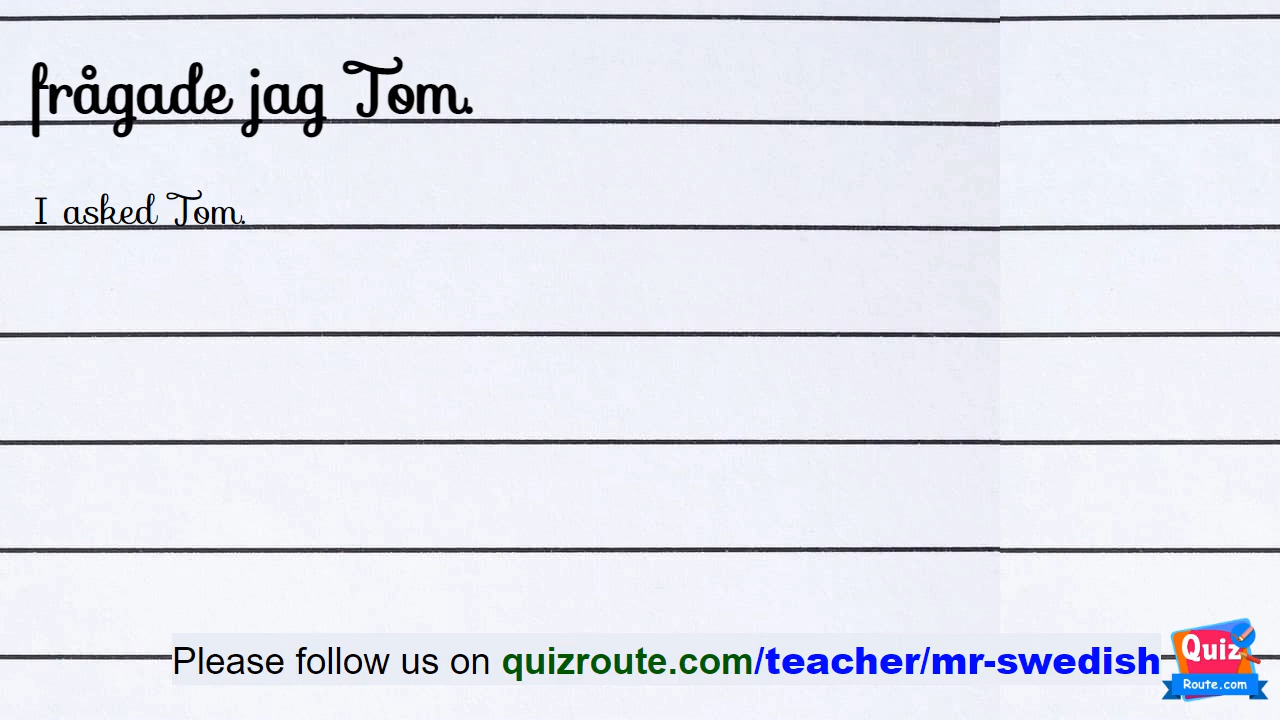 frågade jag Tom.
I asked Tom.
Please follow us on quizroute.com/teacher/mr-swedish
Quiz
Route.com